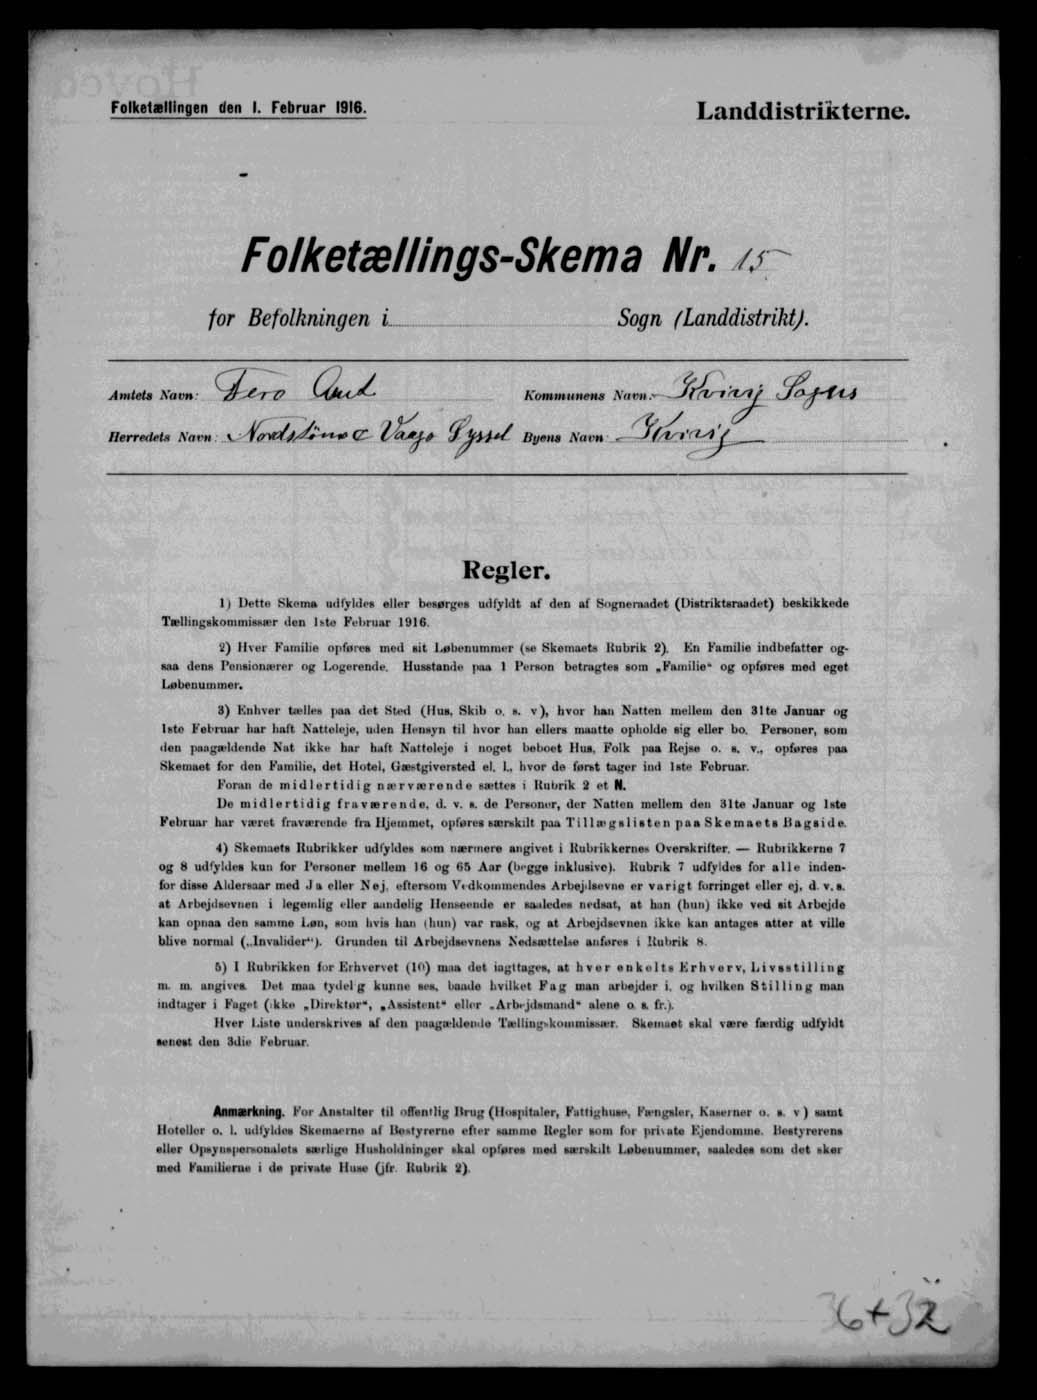 Folketællingen den 1. Februar 1916.
Landdistrikterne.
Folketællings-Skema Nr. 15
for Befolkningen i Sogn (Landdistrikt).
Amtets Navn: Færø Amt
Kommunens Navn: Kvivig Sogns
Herredets Navn: Nordstrømø & Vaagø Syssel
Byens Navn: Kvivig
Regler.
1) Dette Skema udfyldes eller besørges udfyldt af den af Sogneraadet (Distriktsraadet) beskikkede
Tællingskommissær den 1ste Februar 1916.
2) Hver Familie opføres med sit Løbenummer (se Skemaets Rubrik 2). En Familie indbefatter og-
saa dens Pensionærer og Logerende. Husstande paa 1 Person betragtes som „Familie“ og opføres med eget
Løbenummer.
3) Enhver tælles paa det Sted (Hus, Skib o. s. v), hvor han Natten mellem den 31te Januar og
1ste Februar har haft Natteleje, uden Hensyn til hvor han ellers maatte opholde sig eller bo. Personer, som
den paagældende Nat ikke har haft Natteleje i noget beboet Hus, Folk paa Rejse o. s. v., opføres paa
Skemaet for den Familie, det Hotel, Gæstgiversted el. l., hvor de først tager ind 1ste Februar.
Foran de midlertidig nærværende sættes i Rubrik 2 et N.
De midlertidig fraværende, d. v. s. de Personer, der Natten mellem den 31te Januar og 1ste
Februar har været fraværende fra Hjemmet, opføres særskilt paa Tillægslisten paa Skemaets Bagside.
4) Skemaets Rubrikker udfyldes som nærmere angivet i Rubrikkernes Overskrifter. — Rubrikkerne 7
og 8 udfyldes kun for Personer mellem 16 og 65 Aar (begge inklusive). Rubrik 7 udfyldes for alle inden-
for disse Aldersaar med Ja eller Nej, eftersom Vedkommendes Arbejdsevne er varigt forringet eller ej, d. v. s.
at Arbejdsevnen i legemlig eller aandelig Henseende er saaledes nedsat, at han (hun) ikke ved sit Arbejde
kan opnaa den samme Løn, som hvis han (hun) var rask, og at Arbejdsevnen ikke kan antages atter at ville
blive normal („Invalider“). Grunden til Arbejdsevnens Nedsættelse anføres i Rubrik 8.
5) I Rubrikken for Erhvervet (10) maa det iagttages, at hver enkelts Erhverv, Livsstilling
m. m. angives. Det maa tydelig kunne ses, baade hvilket Fag man arbejder i, og hvilken Stilling man
indtager i Faget (ikke „Direktør“, „Assistent“ eller „Arbejdsmand“ alene o. s. fr.).
Hver Liste underskrives af den paagældende Tællingskommissær. Skemaet skal være færdig udfyldt
senest den 3die Februar.
Anmærkning. For Anstalter til offentlig Brug (Hospitaler, Fattighuse, Fængsler, Kaserner o. s. v) samt
Hoteller o. l. udfyldes Skemaerne af Bestyrerne efter samme Regler som for private Ejendomme. Bestyrerens
eller Opsynspersonalets særlige Husholdninger skal opføres med særskilt Løbenummer, saaledes som det sker
med Familierne i de private Huse (jfr. Rubrik 2).
36+32